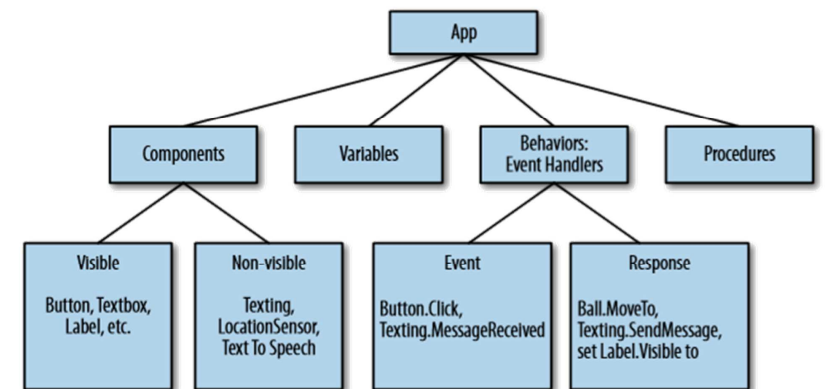 App
Components
Variables
Behaviors:
Event Handlers
Procedures
Visible
Button, Textbox,
Label, etc.
Non-visible
Texting,
LocationSensor,
Text To Speech
Event
Button.Click,
Texting.MessageReceived
Response
Ball.MoveTo,
Texting.SendMessage,
set Label.Visible to